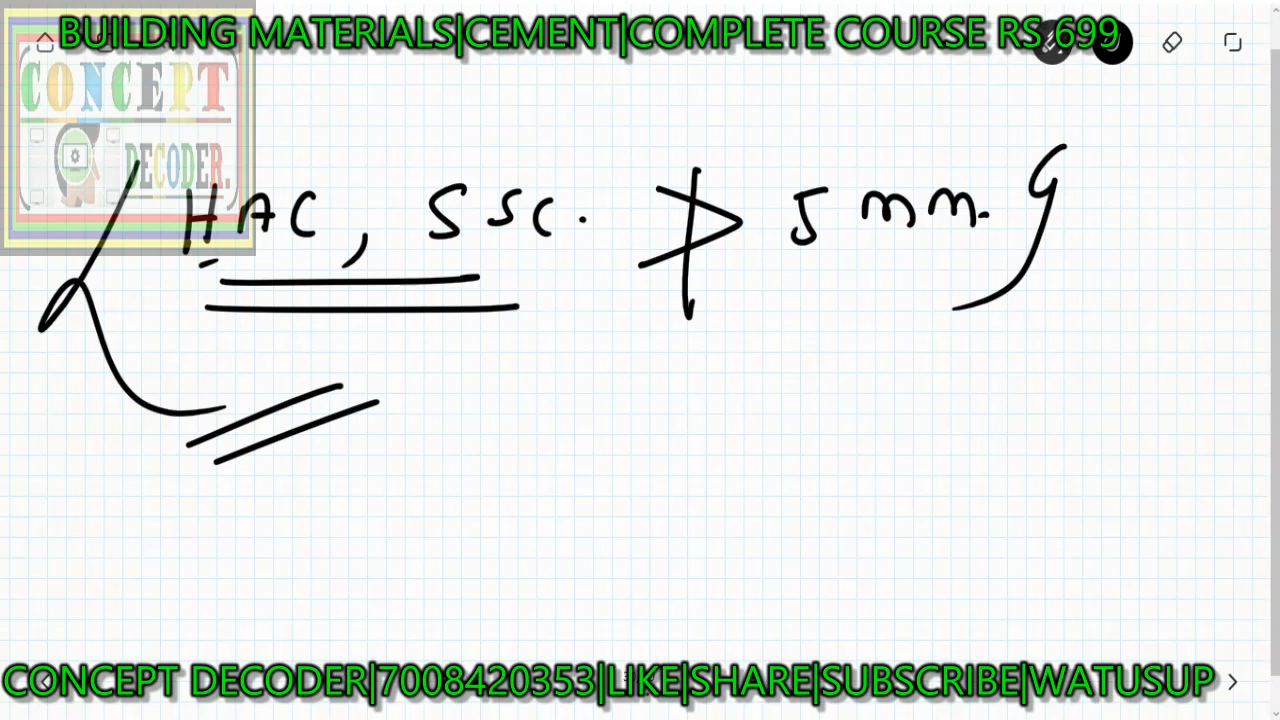 BUILDING MATERIALS|CEMENT|COMPLETE COURSE RS 699
CONCEPT
DECODER.
HAC, SSC. ≯ 5 mm.
CONCEPT DECODER|7008420353|LIKE|SHARE|SUBSCRIBE|WATUSUP